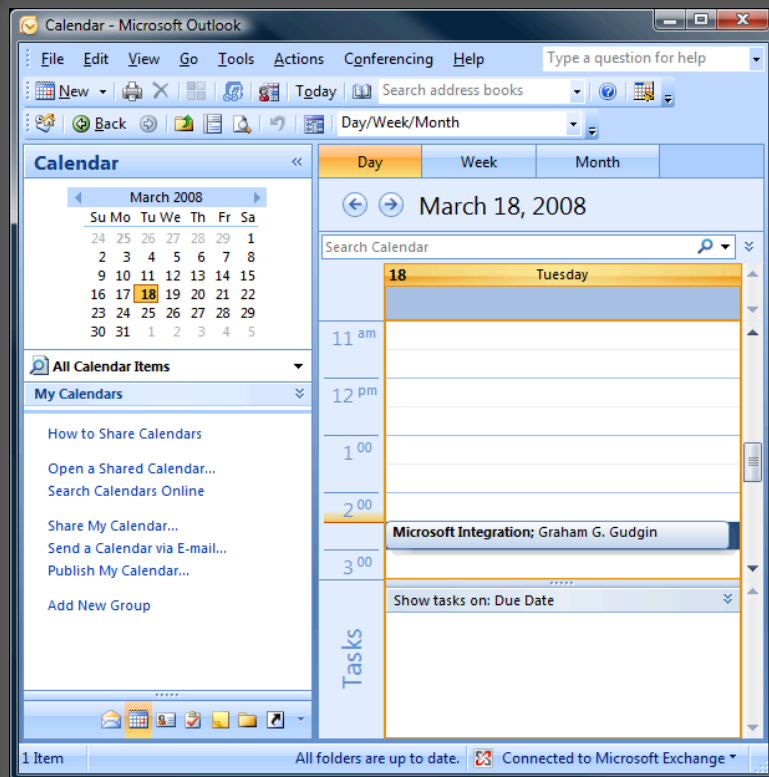 Calendar - Microsoft Outlook
File Edit View Go Tools Actions Conferencing Help Type a question for help
New Today Search address books
Back Day/Week/Month
Calendar «
March 2008
Su Mo Tu We Th Fr Sa
24 25 26 27 28 29 1
2 3 4 5 6 7 8
9 10 11 12 13 14 15
16 17 18 19 20 21 22
23 24 25 26 27 28 29
30 31 1 2 3 4 5
All Calendar Items
My Calendars
How to Share Calendars
Open a Shared Calendar...
Search Calendars Online
Share My Calendar...
Send a Calendar via E-mail...
Publish My Calendar...
Add New Group
Day Week Month
March 18, 2008
Search Calendar
18 Tuesday
11 am
12 pm
1 00
2 00
Microsoft Integration; Graham G. Gudgin
3 00
Show tasks on: Due Date
Tasks
1 Item All folders are up to date. Connected to Microsoft Exchange